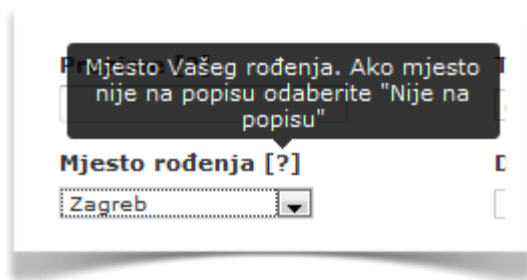 Mjesto Vašeg rođenja. Ako mjesto
nije na popisu odaberite "Nije na
popisu"
Mjesto rođenja [?]
Zagreb